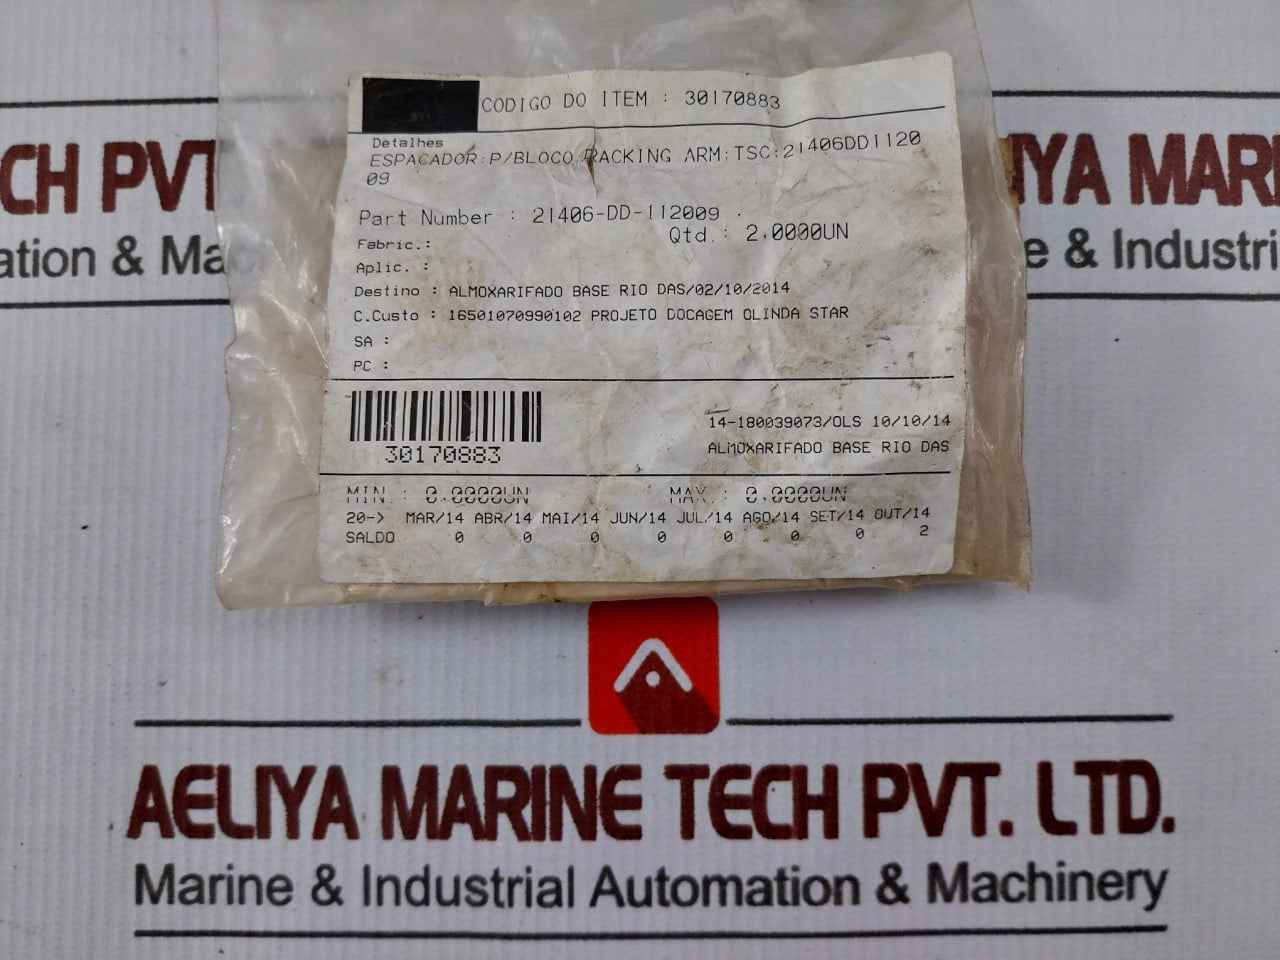 CODIGO DO ITEM : 30170883
Detalhes
ESPACADOR:P/BLOCO,RACKING ARM:TSC:21406DD1120
09
Part Number : 21406-DD-112009
Qtd.: 2.0000UN
Fabric.:
Aplic. :
Destino : ALMOXARIFADO BASE RIO DAS/02/10/2014
C.Custo : 16501070990102 PROJETO DOCAGEM OLINDA STAR
SA :
PC :
14-180039073/OLS 10/10/14
30170883
ALMOXARIFADO BASE RIO DAS
MIN.: 0.0000UN MAX.: 0.0000UN
20-> MAR/14 ABR/14 MAI/14 JUN/14 JUL/14 AGO/14 SET/14 OUT/14
SALDO 0 0 0 0 0 0 0 2
CH PVT
IYA MARI
ation & Mac
e & Industri
AELIYA MARINE TECH PVT. LTD.
Marine & Industrial Automation & Machinery